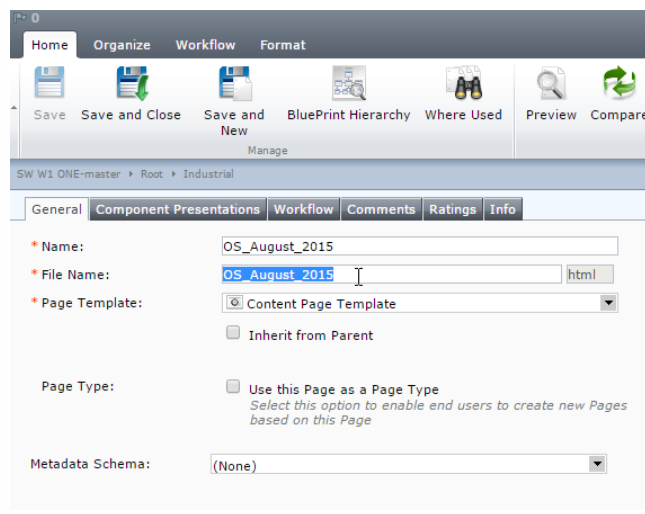 0
Home Organize Workflow Format
Save Save and Close Save and New BluePrint Hierarchy Where Used Preview Compare
Manage
SW W1 ONE-master Root Industrial
General Component Presentations Workflow Comments Ratings Info
* Name: OS_August_2015
* File Name: OS_August_2015 html
* Page Template: Content Page Template
Inherit from Parent
Page Type: Use this Page as a Page Type
Select this option to enable end users to create new Pages
based on this Page
Metadata Schema: (None)